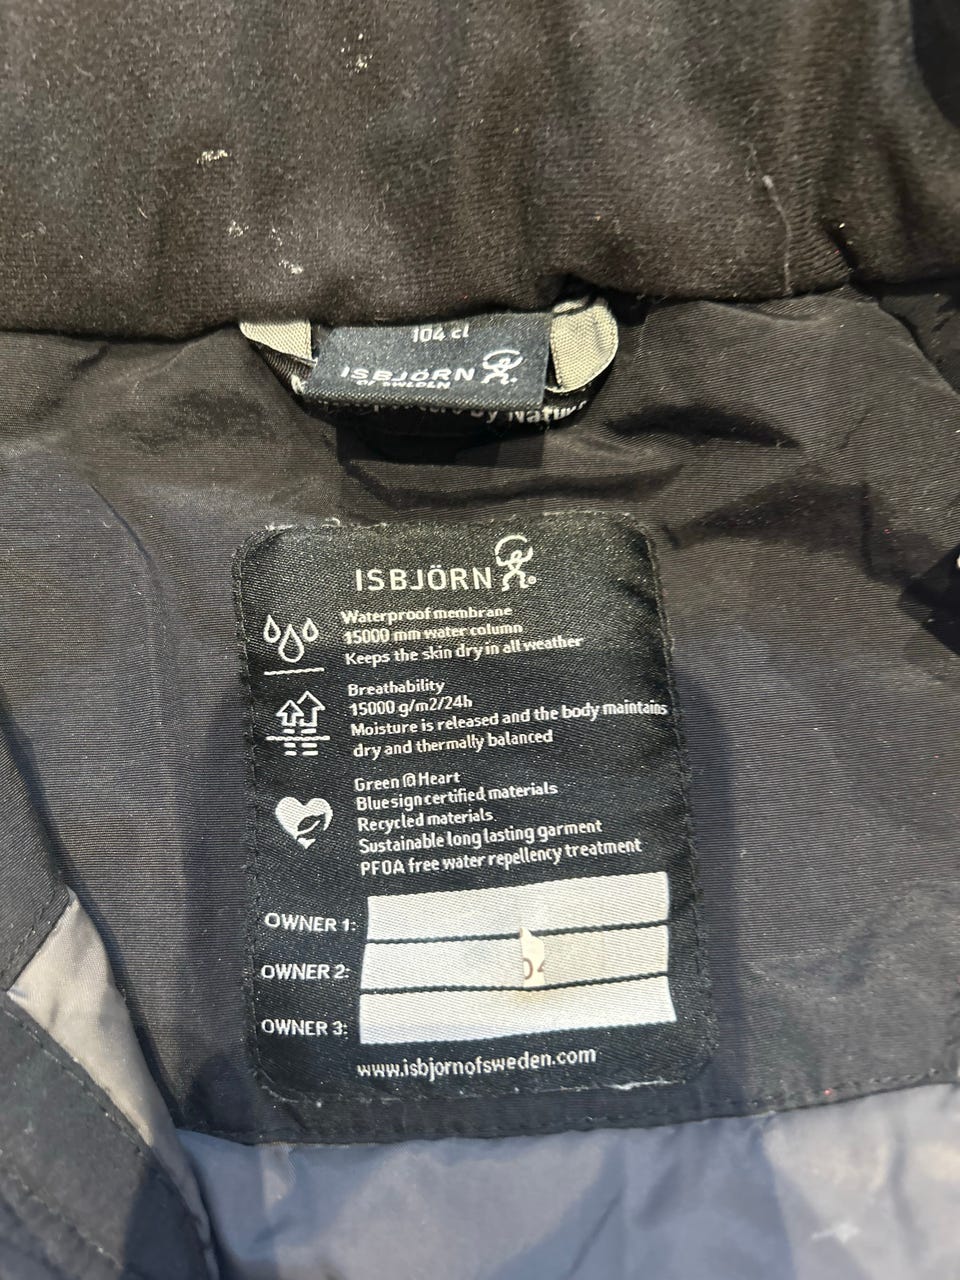 104 cl
ISBJÖRN
OF SWEDEN
by Nature
ISBJÖRN
Waterproof membrane
15000 mm water column
Keeps the skin dry in all weather
Breathability
15000 g/m2/24h
Moisture is released and the body maintains
dry and thermally balanced
Green @ Heart
Bluesign certified materials
Recycled materials
Sustainable long lasting garment
PFOA free water repellency treatment
OWNER 1:
OWNER 2:
OWNER 3:
www.isbjornofsweden.com